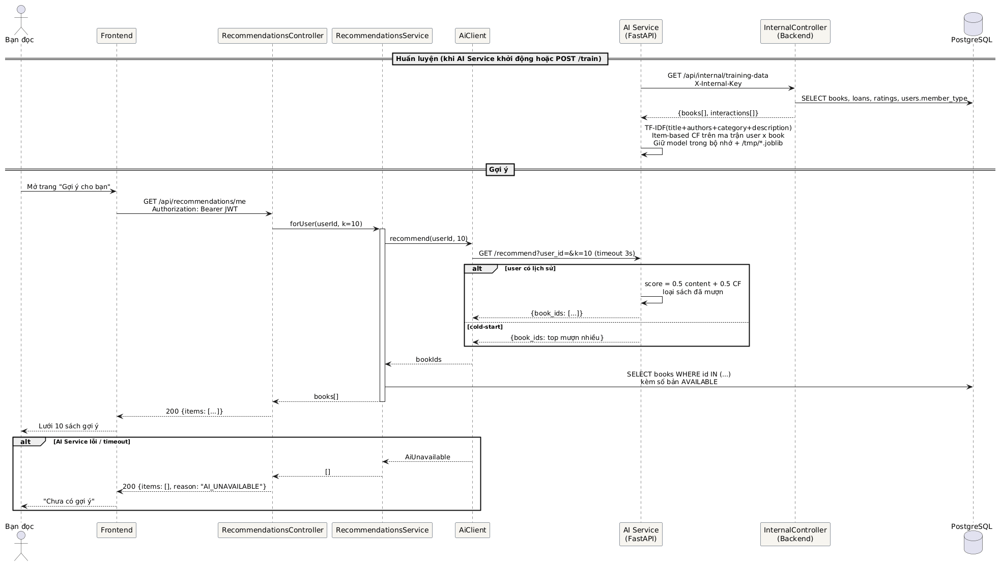 Bạn đọc
Frontend
RecommendationsController
RecommendationsService
AiClient
AI Service
(FastAPI)
InternalController
(Backend)
PostgreSQL
Huấn luyện (khi AI Service khởi động hoặc POST /train)
GET /api/internal/training-data
X-Internal-Key
SELECT books, loans, ratings, users.member_type
{books[], interactions[]}
TF-IDF(title+authors+category+description)
Item-based CF trên ma trận user x book
Giữ model trong bộ nhớ + /tmp/*.joblib
Gợi ý
Mở trang "Gợi ý cho bạn"
GET /api/recommendations/me
Authorization: Bearer JWT
forUser(userId, k=10)
recommend(userId, 10)
GET /recommend?user_id=&k=10 (timeout 3s)
alt [user có lịch sử]
score = 0.5 content + 0.5 CF
loại sách đã mượn
{book_ids: [...]}
[cold-start]
{book_ids: top mượn nhiều}
bookIds
SELECT books WHERE id IN (...)
kèm số bản AVAILABLE
books[]
200 {items: [...]}
Lưới 10 sách gợi ý
alt [AI Service lỗi / timeout]
AiUnavailable
[]
200 {items: [], reason: "AI_UNAVAILABLE"}
"Chưa có gợi ý"
Bạn đọc
Frontend
RecommendationsController
RecommendationsService
AiClient
AI Service
(FastAPI)
InternalController
(Backend)
PostgreSQL